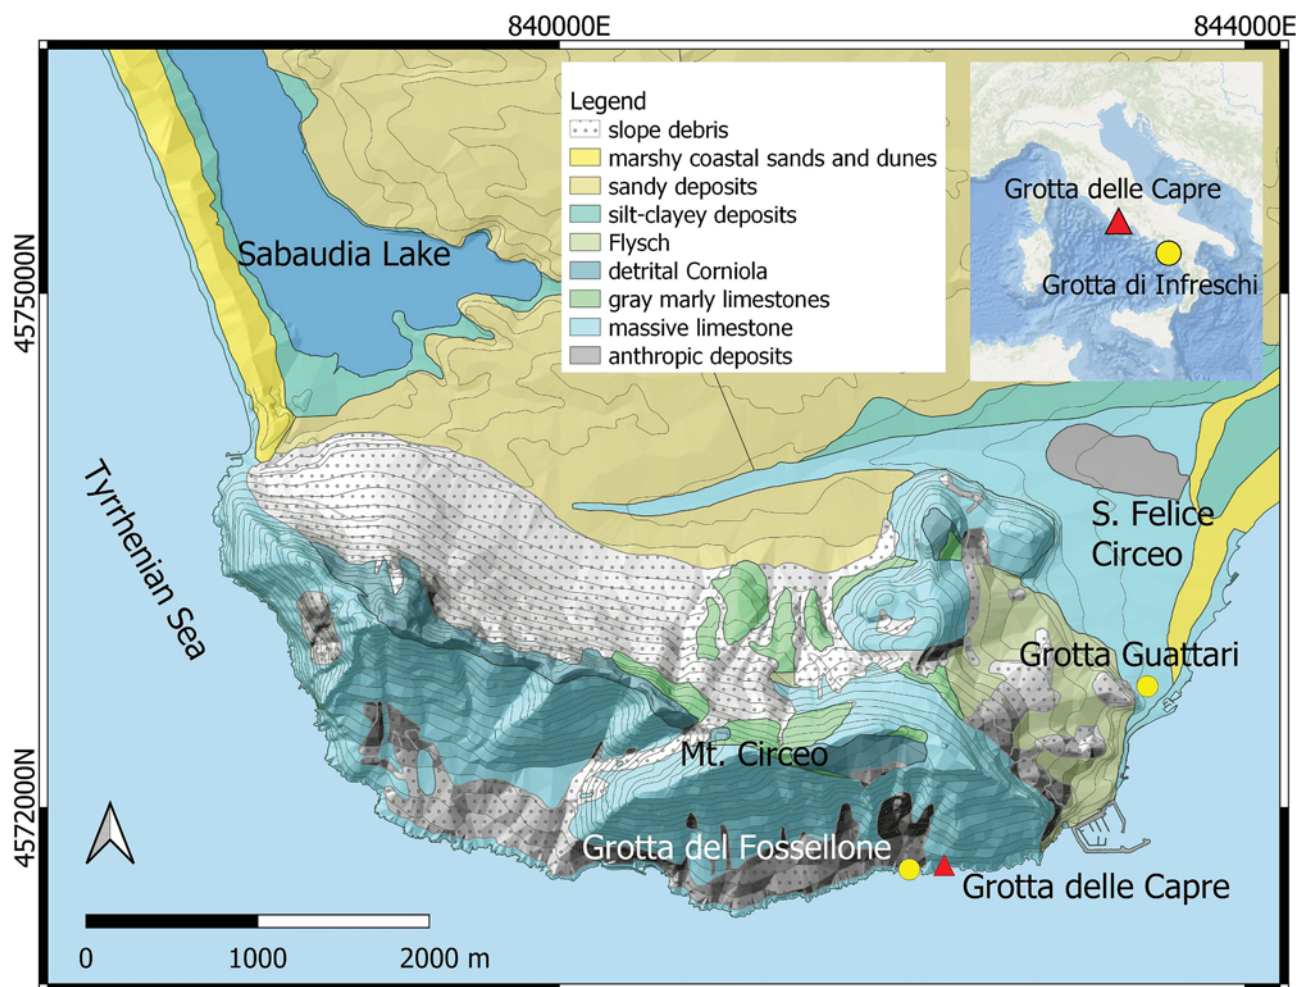 840000E
844000E
Legend
slope debris
marshy coastal sands and dunes
sandy deposits
silt-clayey deposits
Flysch
detrital Corniola
gray marly limestones
massive limestone
anthropic deposits
Grotta delle Capre
Grotta di Infreschi
Sabaudia Lake
4575000N
Tyrrhenian Sea
S. Felice
Circeo
Grotta Guattari
Mt. Circeo
4572000N
Grotta del Fossellone
Grotta delle Capre
0
1000
2000 m